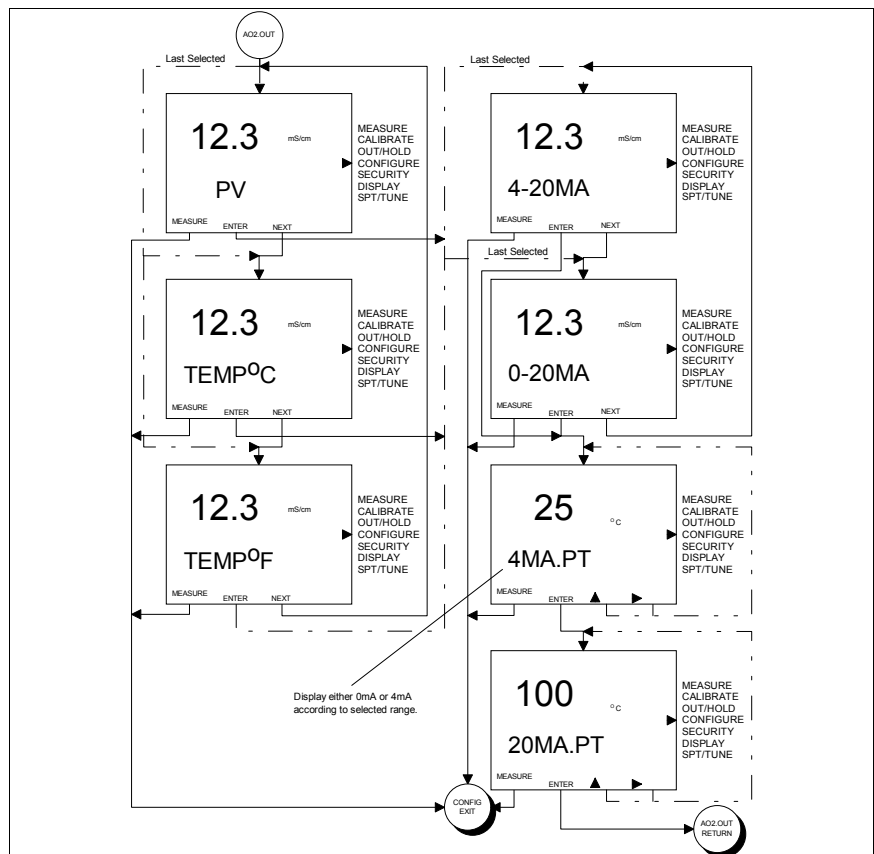 AO2.OUT
Last Selected
12.3 mS/cm
PV
MEASURE ENTER NEXT
MEASURE
CALIBRATE
OUT/HOLD
CONFIGURE
SECURITY
DISPLAY
SPT/TUNE
12.3 mS/cm
TEMPºC
MEASURE ENTER NEXT
MEASURE
CALIBRATE
OUT/HOLD
CONFIGURE
SECURITY
DISPLAY
SPT/TUNE
12.3 mS/cm
TEMPºF
MEASURE ENTER NEXT
MEASURE
CALIBRATE
OUT/HOLD
CONFIGURE
SECURITY
DISPLAY
SPT/TUNE
Last Selected
12.3 mS/cm
4-20MA
MEASURE ENTER NEXT
MEASURE
CALIBRATE
OUT/HOLD
CONFIGURE
SECURITY
DISPLAY
SPT/TUNE
Last Selected
12.3 mS/cm
0-20MA
MEASURE ENTER NEXT
MEASURE
CALIBRATE
OUT/HOLD
CONFIGURE
SECURITY
DISPLAY
SPT/TUNE
25 ºC
4MA.PT
MEASURE ENTER ▲ ►
MEASURE
CALIBRATE
OUT/HOLD
CONFIGURE
SECURITY
DISPLAY
SPT/TUNE
Display either 0mA or 4mA
according to selected range.
100 ºC
20MA.PT
MEASURE ENTER ▲ ►
MEASURE
CALIBRATE
OUT/HOLD
CONFIGURE
SECURITY
DISPLAY
SPT/TUNE
CONFIG
EXIT
AO2.OUT
RETURN